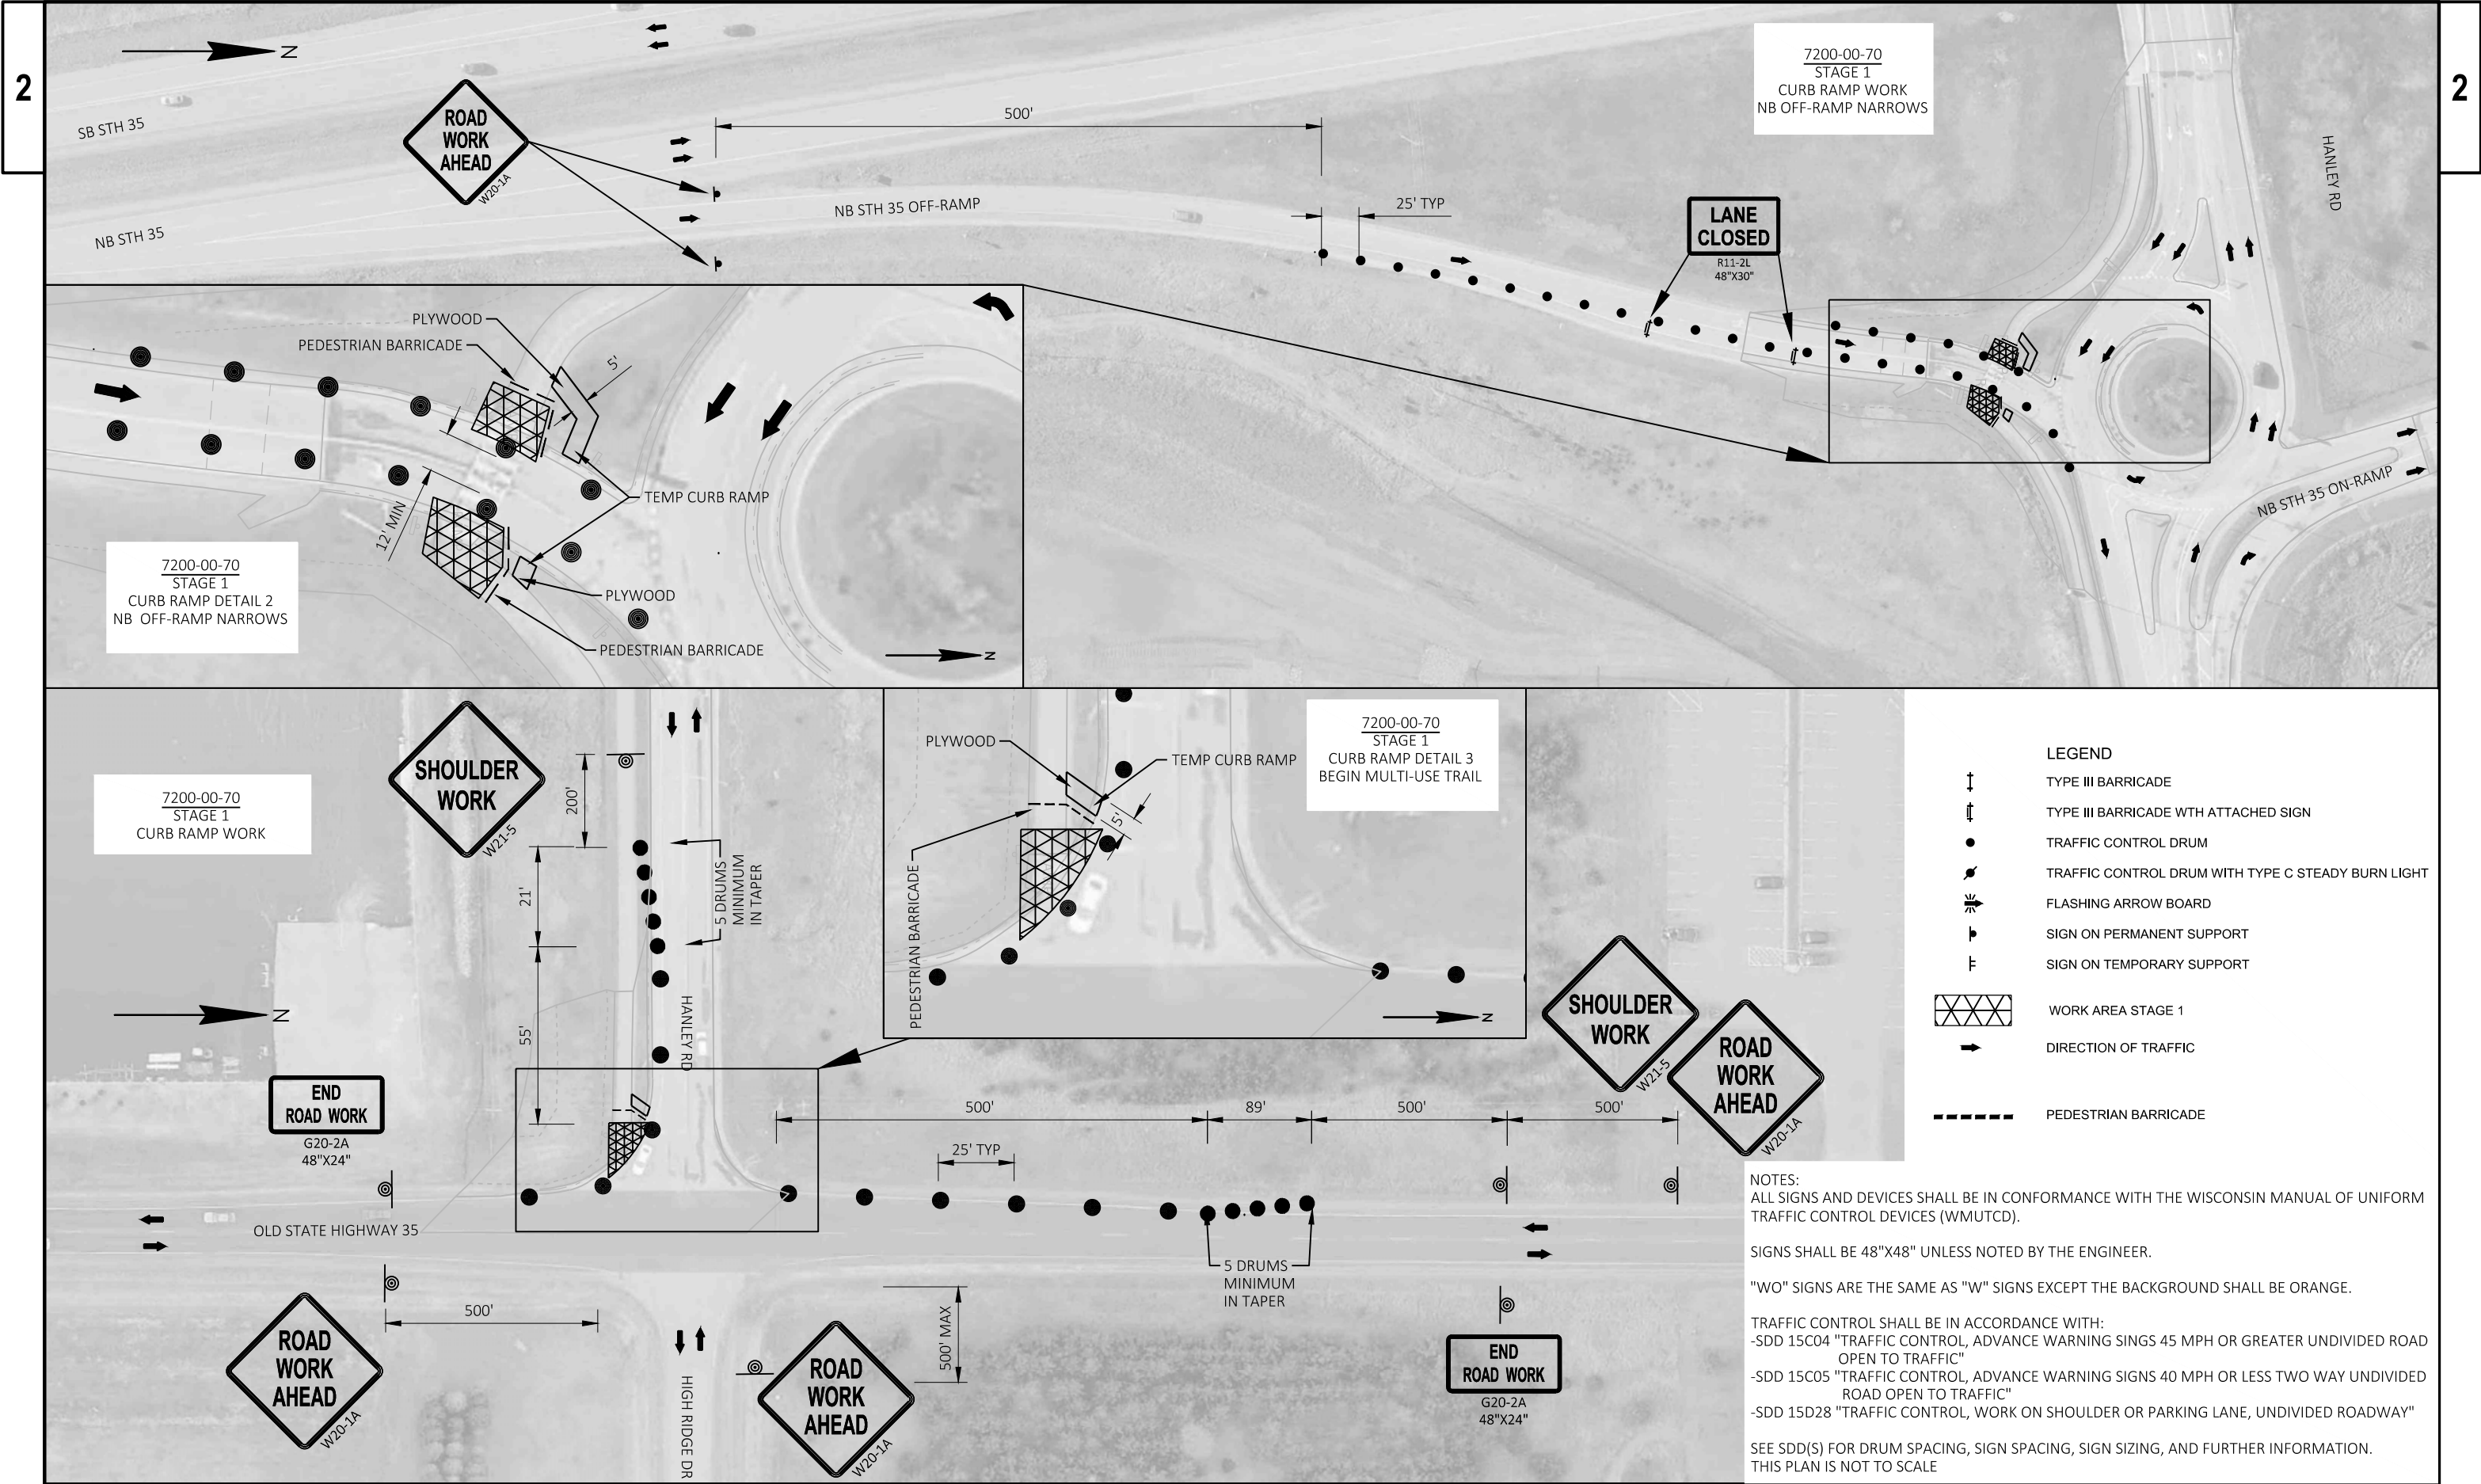 2
2
N
SB STH 35
NB STH 35
ROAD
WORK
AHEAD
W20-1A
500'
NB STH 35 OFF-RAMP
25' TYP
7200-00-70
STAGE 1
CURB RAMP WORK
NB OFF-RAMP NARROWS
LANE
CLOSED
R11-2L
48"X30"
HANLEY RD
NB STH 35 ON-RAMP
PLYWOOD
PEDESTRIAN BARRICADE
5'
TEMP CURB RAMP
12' MIN
7200-00-70
STAGE 1
CURB RAMP DETAIL 2
NB OFF-RAMP NARROWS
PLYWOOD
PEDESTRIAN BARRICADE
N
7200-00-70
STAGE 1
CURB RAMP WORK
SHOULDER
WORK
W21-5
200'
21'
55'
5 DRUMS
MINIMUM
IN TAPER
N
HANLEY RD
END
ROAD WORK
G20-2A
48"X24"
OLD STATE HIGHWAY 35
500'
ROAD
WORK
AHEAD
W20-1A
HIGH RIDGE DR
ROAD
WORK
AHEAD
W20-1A
500' MAX
PLYWOOD
TEMP CURB RAMP
7200-00-70
STAGE 1
CURB RAMP DETAIL 3
BEGIN MULTI-USE TRAIL
5'
PEDESTRIAN BARRICADE
N
500'
89'
500'
500'
25' TYP
5 DRUMS
MINIMUM
IN TAPER
SHOULDER
WORK
W21-5
ROAD
WORK
AHEAD
W20-1A
END
ROAD WORK
G20-2A
48"X24"
LEGEND
TYPE III BARRICADE
TYPE III BARRICADE WTH ATTACHED SIGN
TRAFFIC CONTROL DRUM
TRAFFIC CONTROL DRUM WITH TYPE C STEADY BURN LIGHT
FLASHING ARROW BOARD
SIGN ON PERMANENT SUPPORT
SIGN ON TEMPORARY SUPPORT
WORK AREA STAGE 1
DIRECTION OF TRAFFIC
PEDESTRIAN BARRICADE
NOTES:
ALL SIGNS AND DEVICES SHALL BE IN CONFORMANCE WITH THE WISCONSIN MANUAL OF UNIFORM
TRAFFIC CONTROL DEVICES (WMUTCD).
SIGNS SHALL BE 48"X48" UNLESS NOTED BY THE ENGINEER.
"WO" SIGNS ARE THE SAME AS "W" SIGNS EXCEPT THE BACKGROUND SHALL BE ORANGE.
TRAFFIC CONTROL SHALL BE IN ACCORDANCE WITH:
-SDD 15C04 "TRAFFIC CONTROL, ADVANCE WARNING SINGS 45 MPH OR GREATER UNDIVIDED ROAD
OPEN TO TRAFFIC"
-SDD 15C05 "TRAFFIC CONTROL, ADVANCE WARNING SIGNS 40 MPH OR LESS TWO WAY UNDIVIDED
ROAD OPEN TO TRAFFIC"
-SDD 15D28 "TRAFFIC CONTROL, WORK ON SHOULDER OR PARKING LANE, UNDIVIDED ROADWAY"
SEE SDD(S) FOR DRUM SPACING, SIGN SPACING, SIGN SIZING, AND FURTHER INFORMATION.
THIS PLAN IS NOT TO SCALE